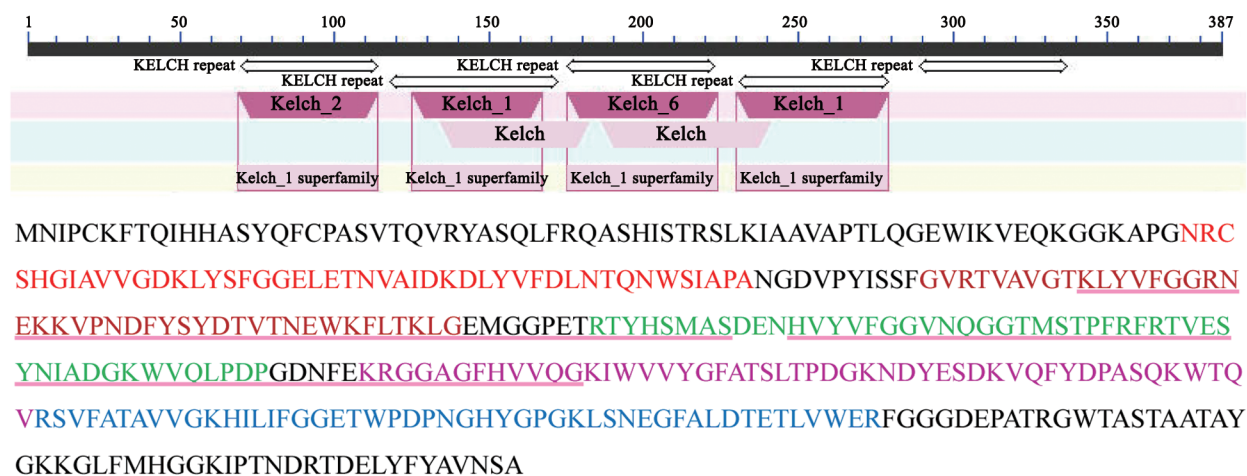 1 50 100 150 200 250 300 350 387
KELCH repeat KELCH repeat KELCH repeat
KELCH repeat KELCH repeat
Kelch_2 Kelch_1 Kelch_6 Kelch_1
Kelch Kelch
Kelch_1 superfamily Kelch_1 superfamily Kelch_1 superfamily Kelch_1 superfamily
MNIPCKFTQIHHASYQFCPASVTQVRYASQLFRQASHISTRSLKIAAVAPTLQGEWIKVEQKGGKAPGNRC
SHGIAVVGDKLYSFGGELETNVAIDKDLYVFDLNTQNWSIAPANGDVPYISSFGVRTVAVGTKLYVFGGRN
EKKVPNDFYSYDTVTNEWKFLTKLGEMGGPETRTYHSMASDENHVYVFGGVNQGGTMSTPFRFRTVES
YNIADGKWVQLPDPGDNFEKRGGAGFHVVQGKIWVVYGFATSLTPDGKNDYESDKVQFYDPASQKWTQ
VRSVFATAVVGKHILIFGGETWPDPNGHYGPGKLSNEGFALDTETLVWERFGGGDEPATRGWTASTAATAY
GKKGLFMHGGKIPTNDRTDELYFYAVNSA